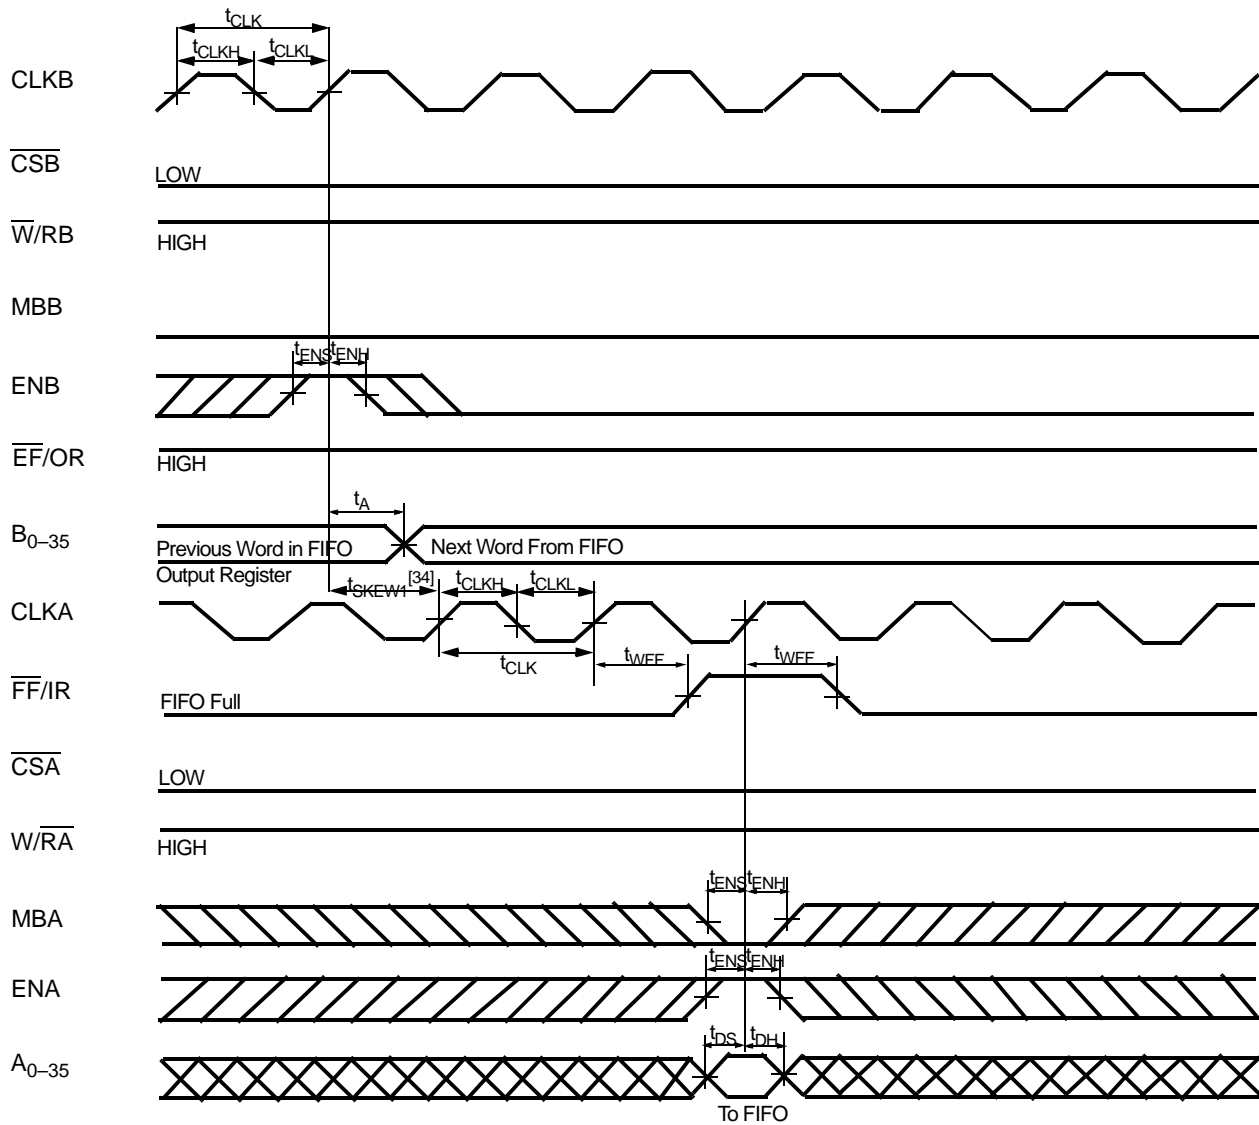 tCLK
tCLKH tCLKL
CLKB
CSB
LOW
W/RB
HIGH
MBB
tENS tENH
ENB
EF/OR
HIGH
tA
B0–35
Previous Word in FIFO Next Word From FIFO
Output Register
tSKEW1[34] tCLKH tCLKL
CLKA
tCLK
tWFF tWFF
FF/IR
FIFO Full
CSA
LOW
W/RA
HIGH
tENS tENH
MBA
tENS tENH
ENA
tDS tDH
A0–35
To FIFO